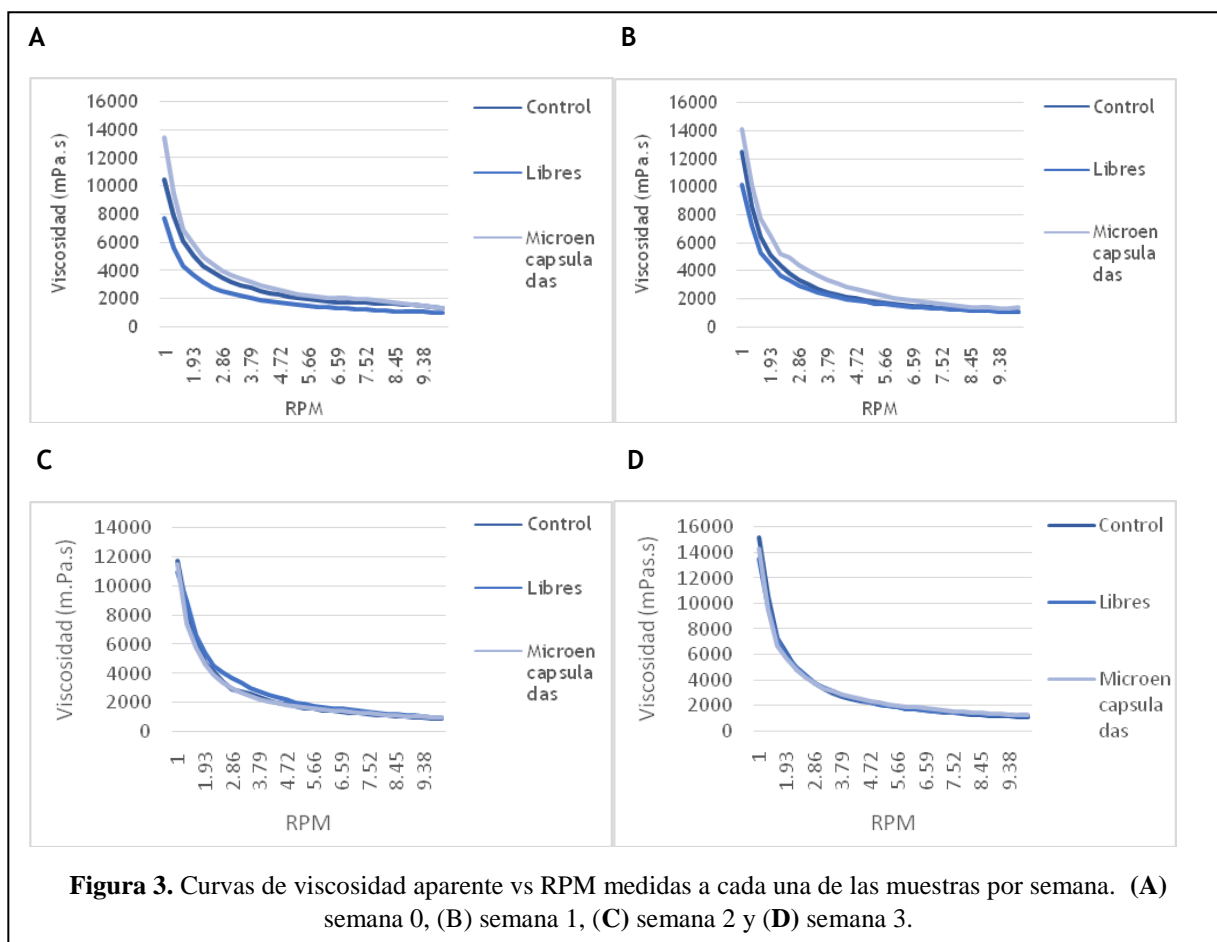 A
Viscosidad (mPa.s)
16000
14000
12000
10000
8000
6000
4000
2000
0
1
1.93
2.86
3.79
4.72
5.66
6.59
7.52
8.45
9.38
RPM
Control
Libres
Microen
capsula
das
B
Viscosidad (mPa.s)
16000
14000
12000
10000
8000
6000
4000
2000
0
1
1.93
2.86
3.79
4.72
5.66
6.59
7.52
8.45
9.38
RPM
Control
Libres
Microen
capsula
das
C
Viscosidad (m.Pa.s)
14000
12000
10000
8000
6000
4000
2000
0
1
1.93
2.86
3.79
4.72
5.66
6.59
7.52
8.45
9.38
RPM
Control
Libres
Microen
capsula
das
D
Viscosidad (mPas.s)
16000
14000
12000
10000
8000
6000
4000
2000
0
1
1.93
2.86
3.79
4.72
5.66
6.59
7.52
8.45
9.38
RPM
Control
Libres
Microen
capsula
das
Figura 3. Curvas de viscosidad aparente vs RPM medidas a cada una de las muestras por semana. (A)
semana 0, (B) semana 1, (C) semana 2 y (D) semana 3.